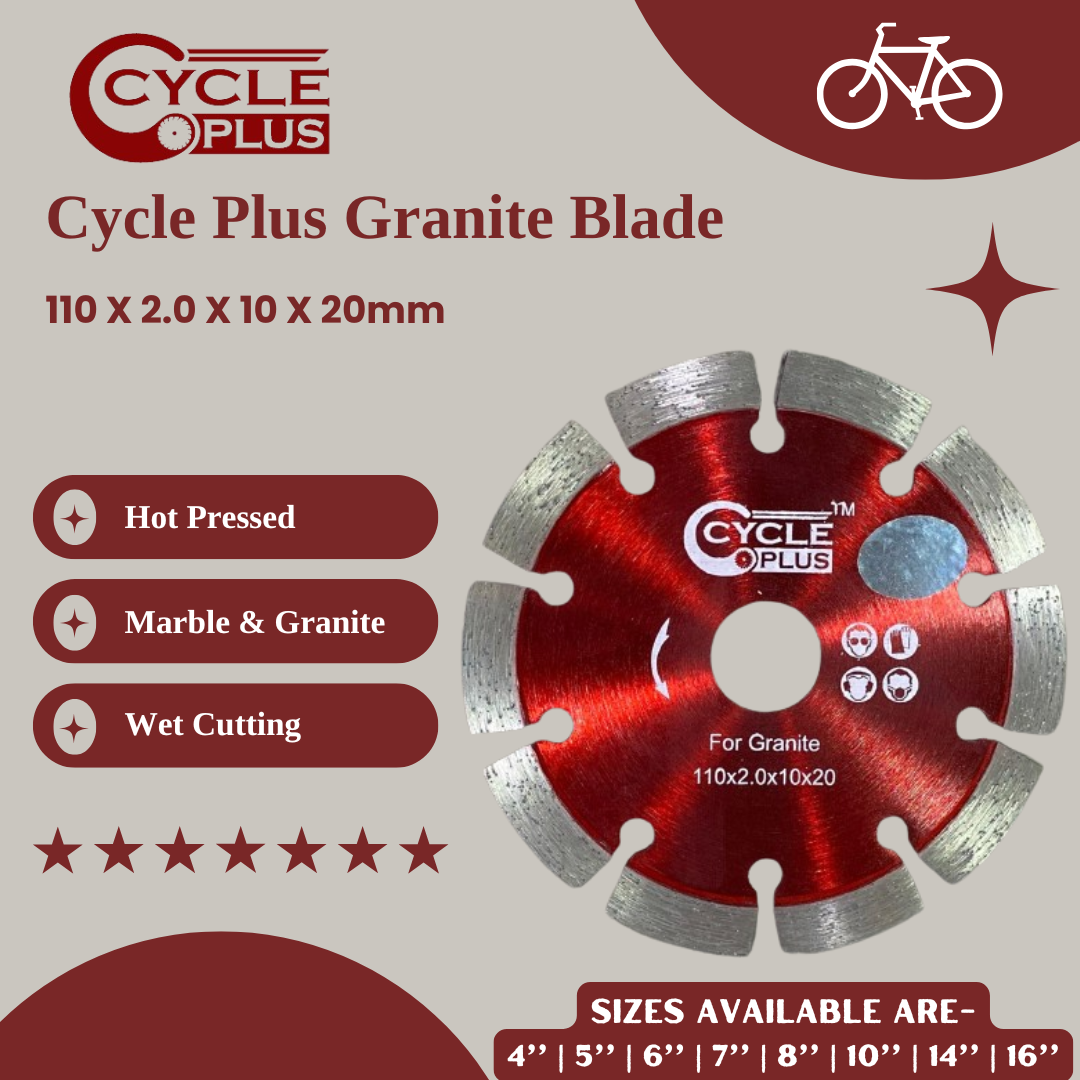 CYCLE
PLUS
Cycle Plus Granite Blade
110 X 2.0 X 10 X 20mm
Hot Pressed
Marble & Granite
Wet Cutting
CYCLE TM
PLUS
For Granite
110x2.0x10x20
SIZES AVAILABLE ARE-
4’’ | 5’’ | 6’’ | 7’’ | 8’’ | 10’’ | 14’’ | 16’’